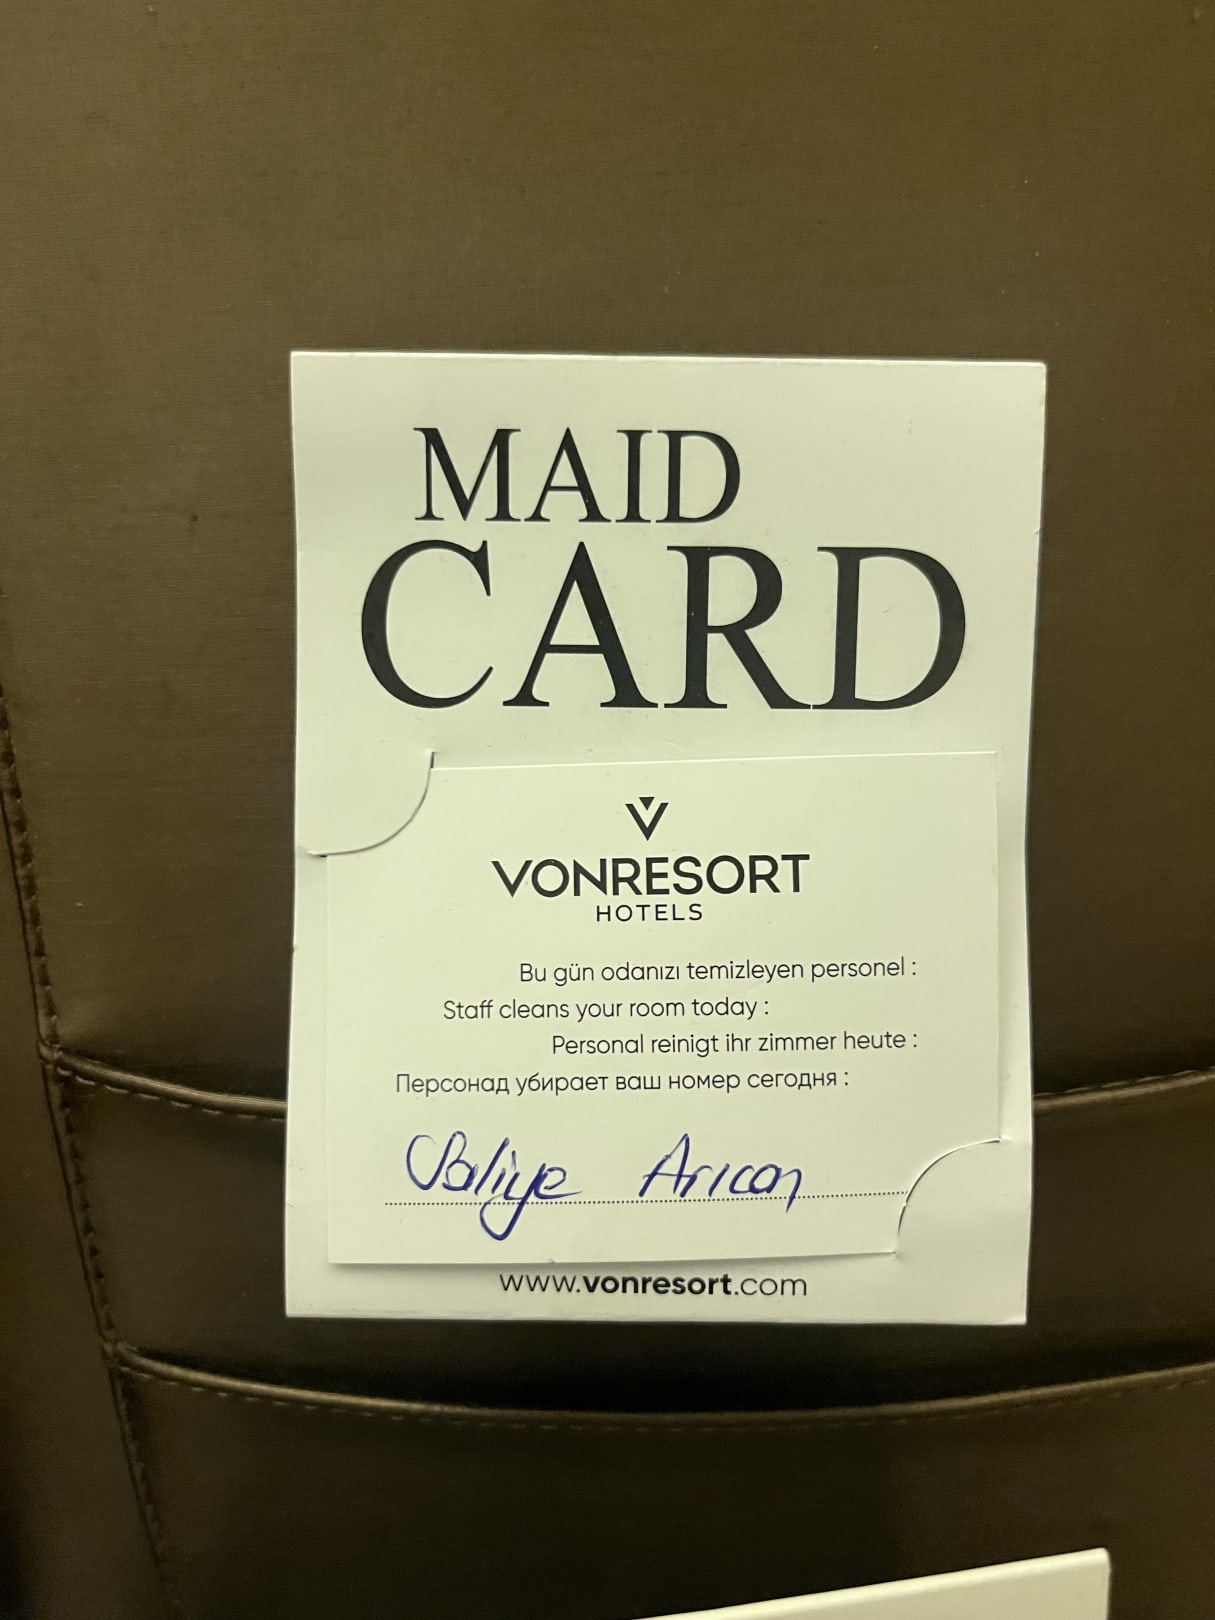 MAID
CARD
VONRESORT
HOTELS
Bu gün odanızı temizleyen personel :
Staff cleans your room today :
Personal reinigt ihr zimmer heute :
Персонад убирает ваш номер сегодня :
Saliye Arıcan
www.vonresort.com